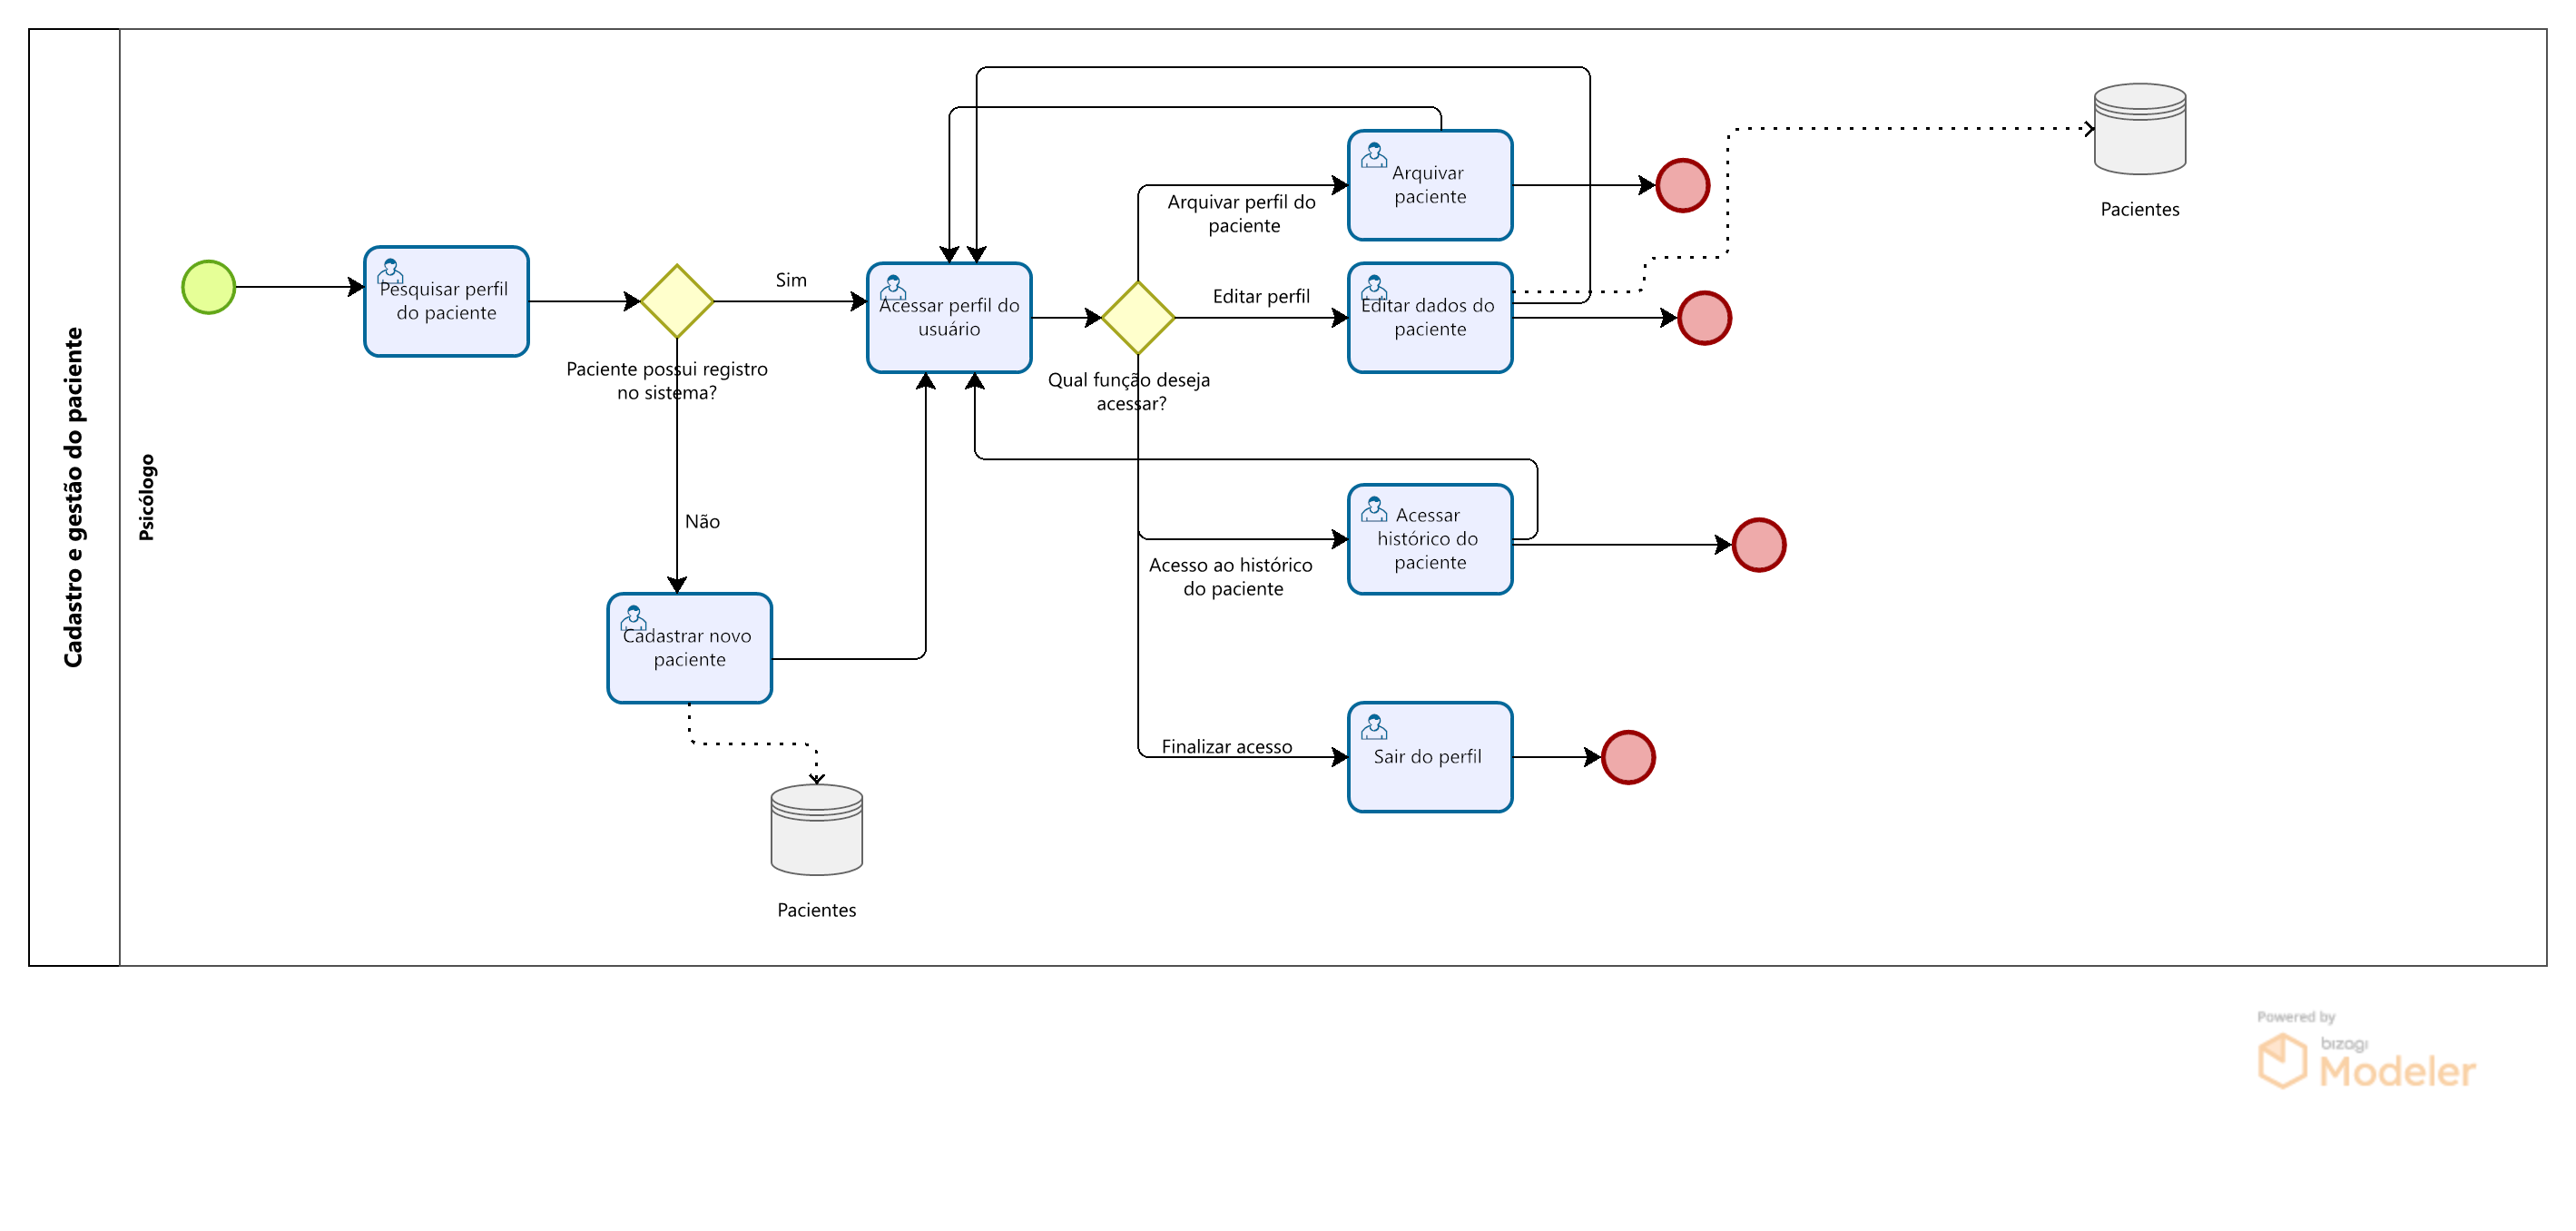 Cadastro e gestão do paciente
Psicólogo
Pesquisar perfil
do paciente
Paciente possui registro
no sistema?
Sim
Não
Cadastrar novo
paciente
Pacientes
Acessar perfil do
usuário
Qual função deseja
acessar?
Arquivar perfil do
paciente
Arquivar
paciente
Editar perfil
Editar dados do
paciente
Pacientes
Acesso ao histórico
do paciente
Acessar
histórico do
paciente
Finalizar acesso
Sair do perfil
Powered by
bizagi
Modeler